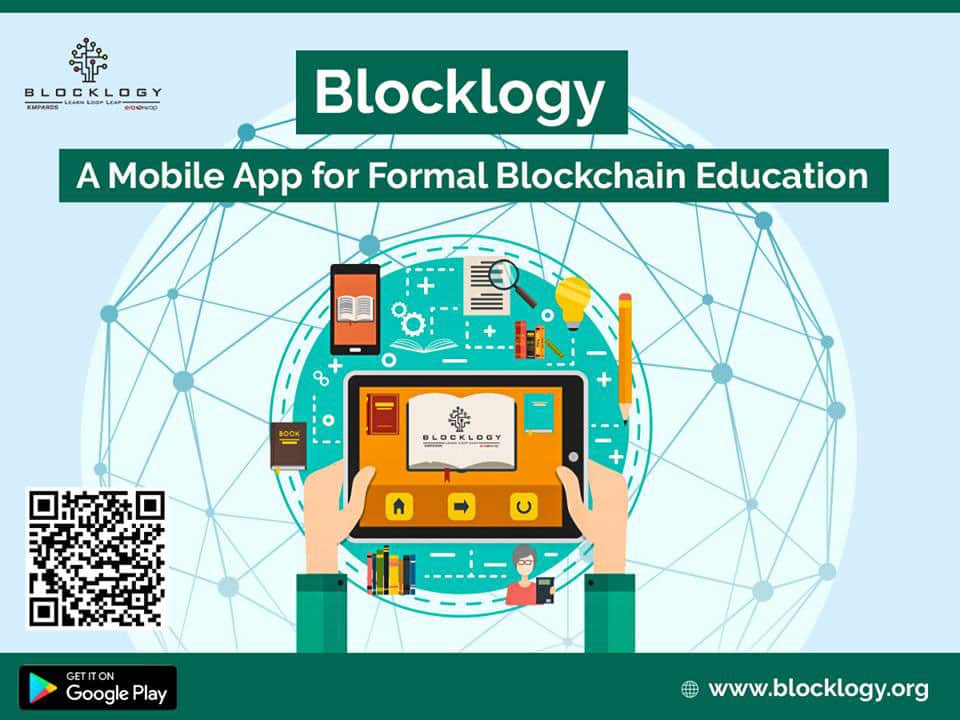 BLOCKLOGY
LEARN LOOP LEAP
KMPARDS
eraswap
Blocklogy
A Mobile App for Formal Blockchain Education
BOOK
BLOCKLOGY
GET IT ON
Google Play
www.blocklogy.org